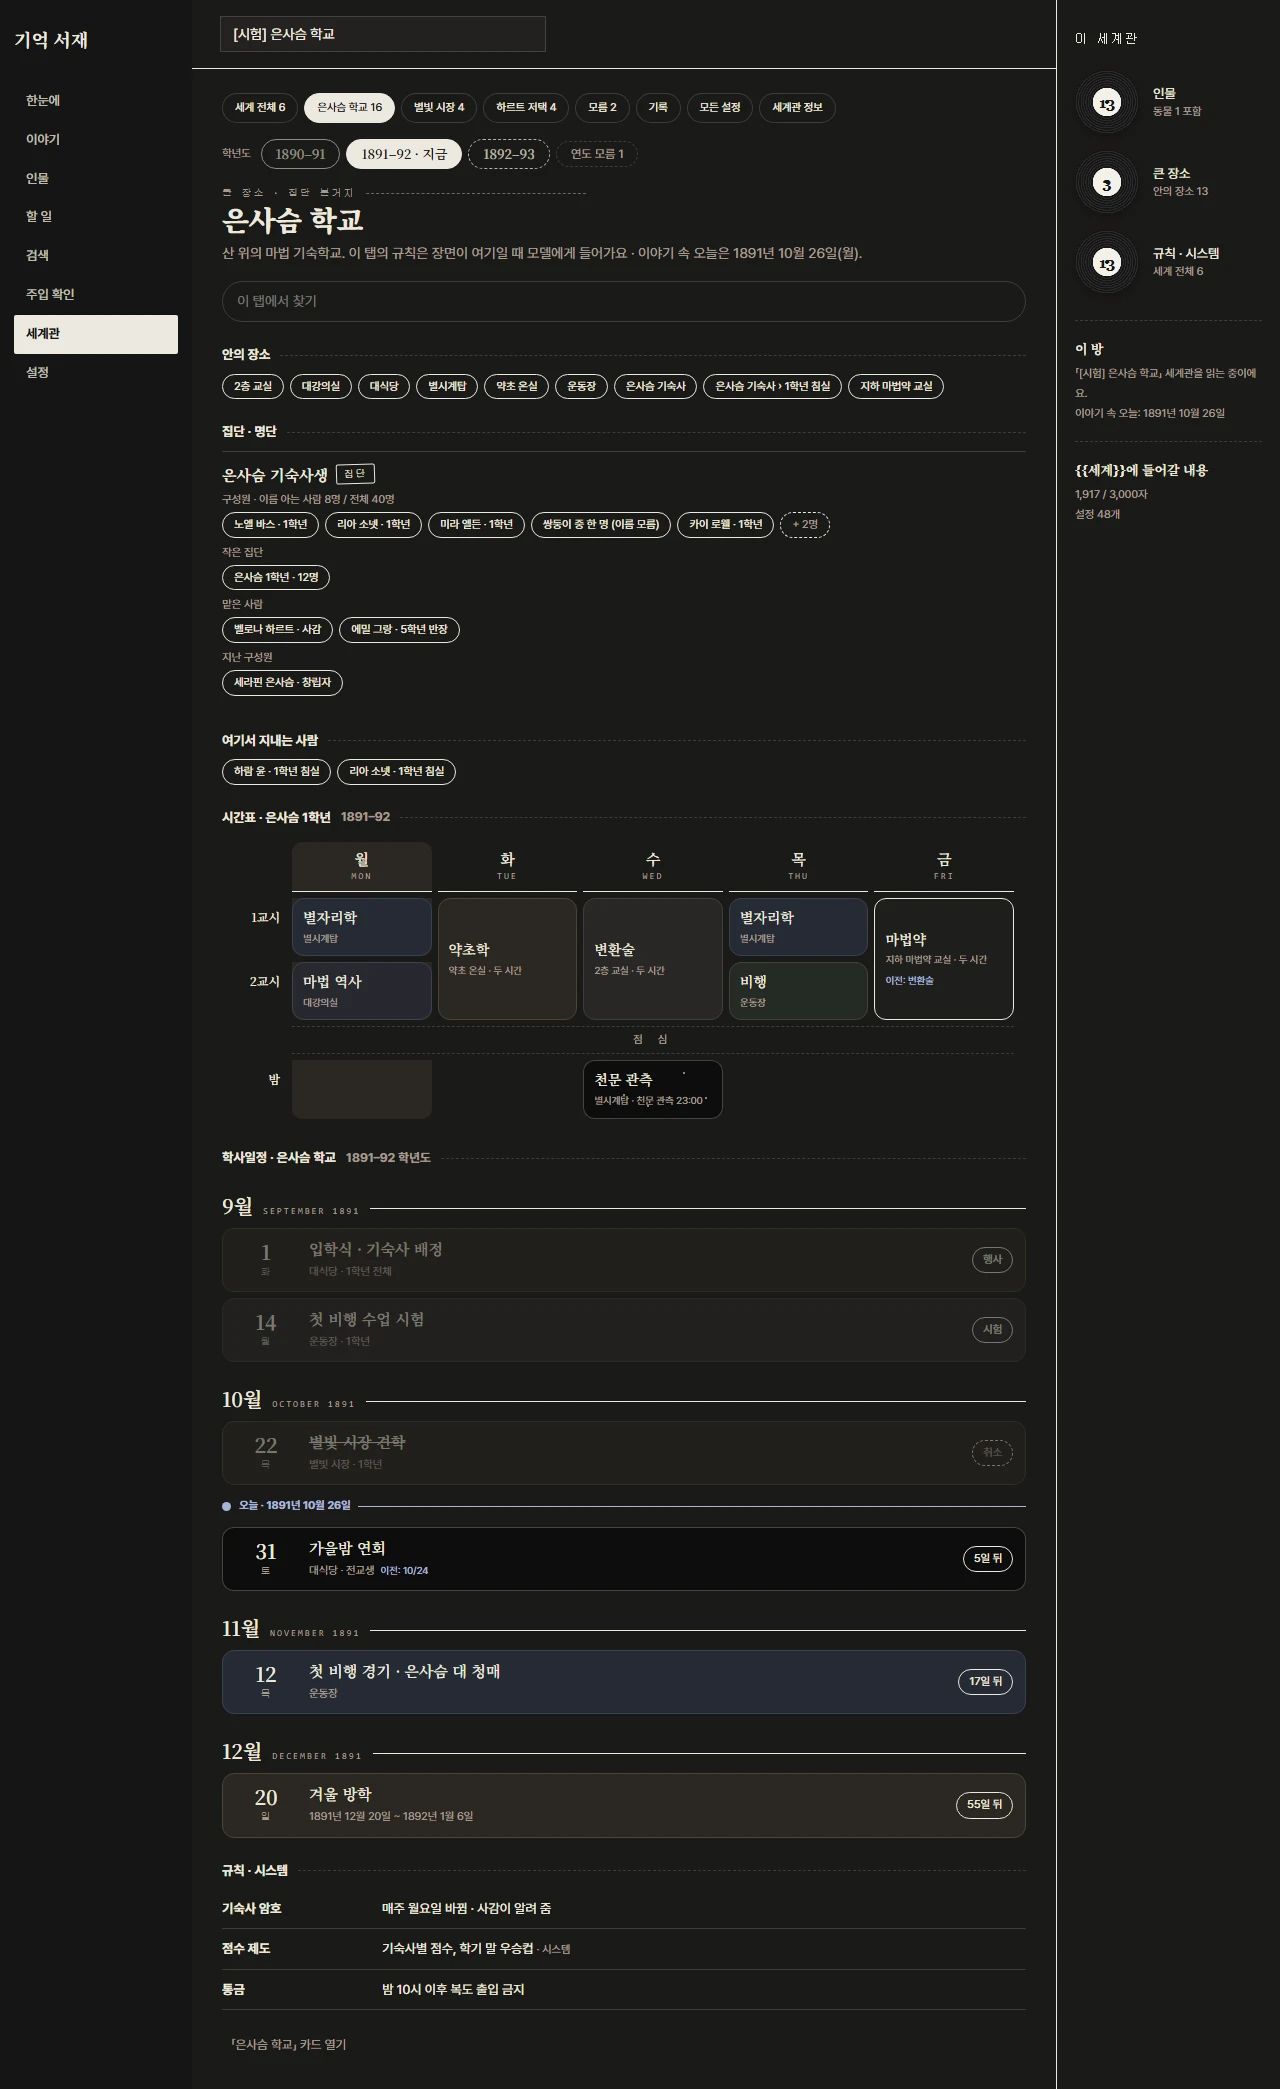 기억 서재
한눈에
이야기
인물
할 일
검색
주입 확인
세계관
설정
[시험] 은사슴 학교
세계 전체 6
은사슴 학교 16
별빛 시장 4
하르트 저택 4
모름 2
기록
모든 설정
세계관 정보
학년도
1890–91
1891–92 · 지금
1892–93
연도 모름 1
큰 장소 · 집단 본거지
은사슴 학교
산 위의 마법 기숙학교. 이 탭의 규칙은 장면이 여기일 때 모델에게 들어가요 · 이야기 속 오늘은 1891년 10월 26일(월).
이 탭에서 찾기
안의 장소
2층 교실
대강의실
대식당
별시계탑
약초 온실
운동장
은사슴 기숙사
은사슴 기숙사 › 1학년 침실
지하 마법약 교실
집단 · 명단
은사슴 기숙사생 집단
구성원 · 이름 아는 사람 8명 / 전체 40명
노엘 바스 · 1학년
리아 소넷 · 1학년
미라 엘든 · 1학년
쌍둥이 중 한 명 (이름 모름)
카이 로웰 · 1학년
+ 2명
작은 집단
은사슴 1학년 · 12명
맡은 사람
벨로나 하르트 · 사감
에밀 그랑 · 5학년 반장
지난 구성원
세라핀 은사슴 · 창립자
여기서 지내는 사람
하람 윤 · 1학년 침실
리아 소넷 · 1학년 침실
시간표 · 은사슴 1학년 1891–92
월
MON
화
TUE
수
WED
목
THU
금
FRI
1교시
별자리학
별시계탑
약초학
약초 온실 · 두 시간
변환술
2층 교실 · 두 시간
별자리학
별시계탑
마법약
지하 마법약 교실 · 두 시간
이전: 변환술
2교시
마법 역사
대강의실
비행
운동장
점 심
밤
천문 관측
별시계탑 · 천문 관측 23:00
학사일정 · 은사슴 학교 1891–92 학년도
9월 SEPTEMBER 1891
1
화
입학식 · 기숙사 배정
대식당 · 1학년 전체
행사
14
월
첫 비행 수업 시험
운동장 · 1학년
시험
10월 OCTOBER 1891
22
목
별빛 시장 견학
별빛 시장 · 1학년
취소
오늘 · 1891년 10월 26일
31
토
가을밤 연회
대식당 · 전교생 이전: 10/24
5일 뒤
11월 NOVEMBER 1891
12
목
첫 비행 경기 · 은사슴 대 청매
운동장
17일 뒤
12월 DECEMBER 1891
20
일
겨울 방학
1891년 12월 20일 ~ 1892년 1월 6일
55일 뒤
규칙 · 시스템
기숙사 암호 매주 월요일 바뀜 · 사감이 알려 줌
점수 제도 기숙사별 점수, 학기 말 우승컵 · 시스템
통금 밤 10시 이후 복도 출입 금지
「은사슴 학교」 카드 열기
이 세계관
13
인물
동물 1 포함
3
큰 장소
안의 장소 13
13
규칙 · 시스템
세계 전체 6
이 방
「[시험] 은사슴 학교」 세계관을 읽는 중이에
요.
이야기 속 오늘: 1891년 10월 26일
{{세계}}에 들어갈 내용
1,917 / 3,000자
설정 48개